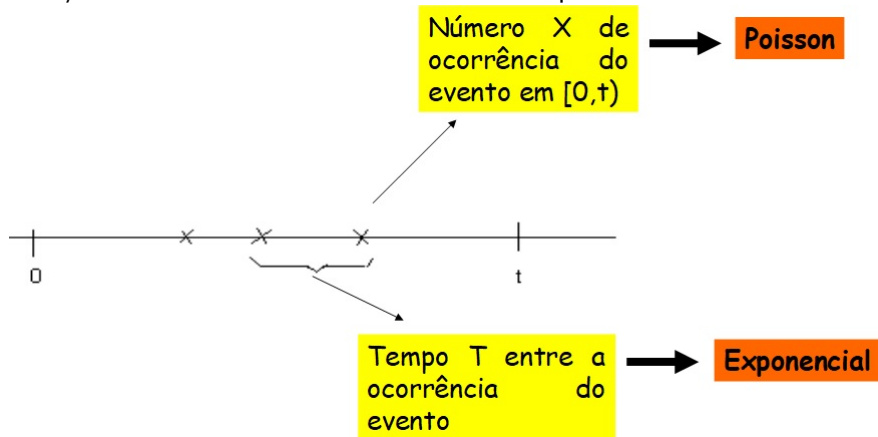 Número X de
ocorrência do
evento em [0,t)
Poisson
0
t
Tempo T entre a
ocorrência do
evento
Exponencial